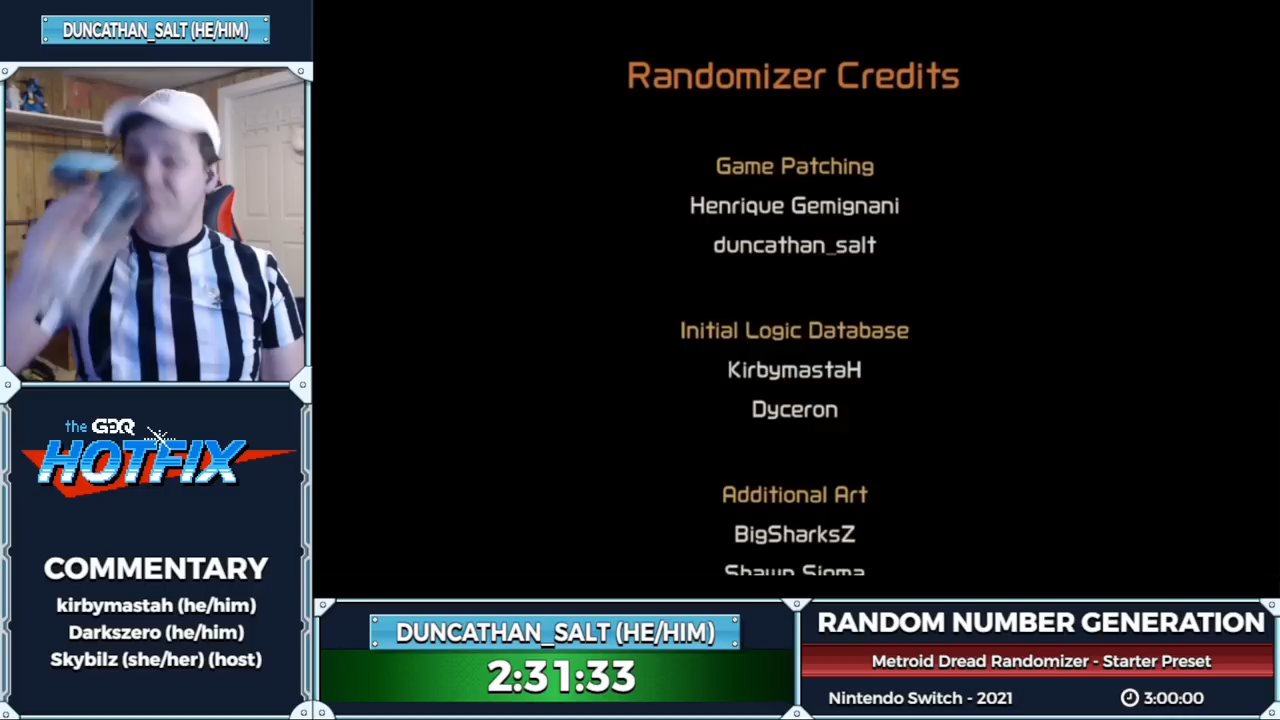 DUNCATHAN_SALT (HE/HIM)
Randomizer Credits
Game Patching
Henrique Gemignani
duncathan_salt
Initial Logic Database
KirbymastaH
Dyceron
Additional Art
BigSharksZ
Shawn Sigma
the GDQ
HOTFIX
COMMENTARY
kirbymastah (he/him)
Darkszero (he/him)
Skybilz (she/her) (host)
DUNCATHAN_SALT (HE/HIM)
2:31:33
RANDOM NUMBER GENERATION
Metroid Dread Randomizer - Starter Preset
Nintendo Switch - 2021
3:00:00